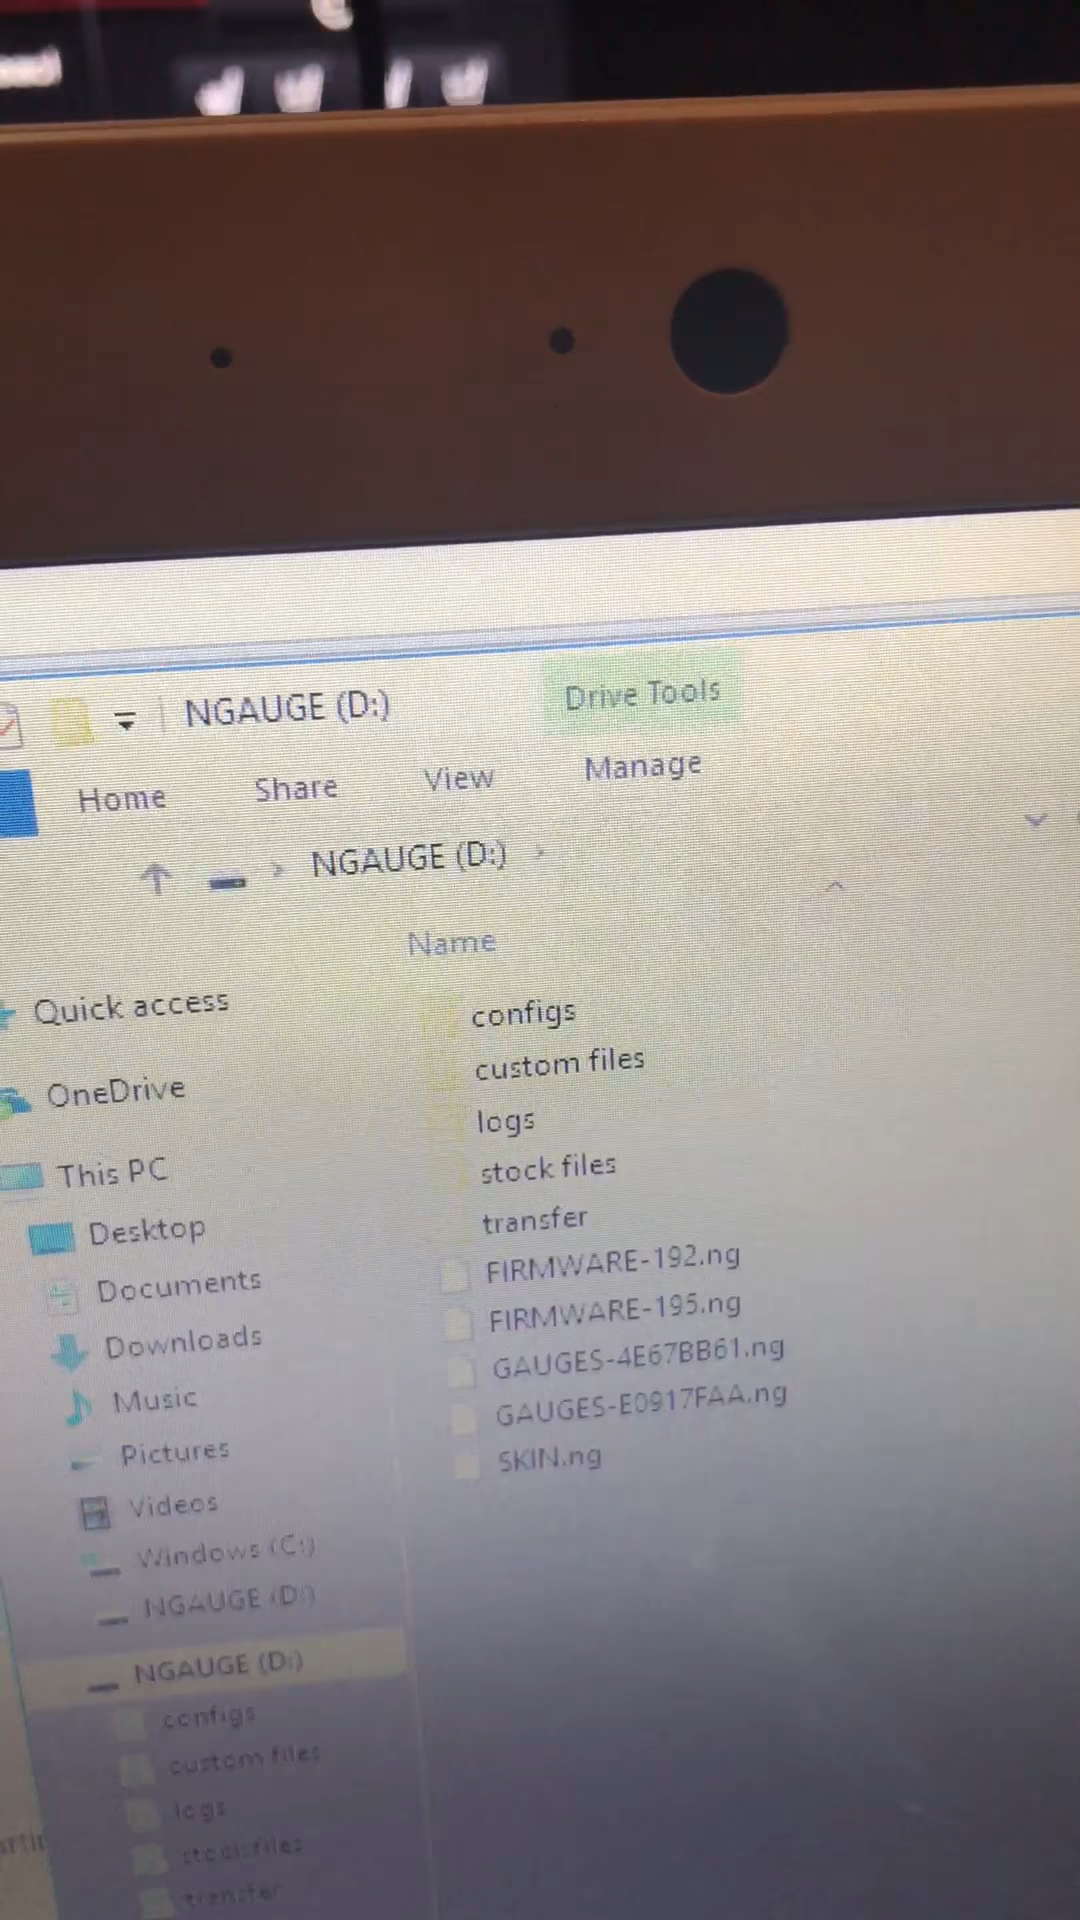 NGAUGE (D:)
Drive Tools
Home
Share
View
Manage
NGAUGE (D:)
Name
Quick access
OneDrive
This PC
Desktop
Documents
Downloads
Music
Pictures
Videos
Windows (C:)
NGAUGE (D:)
NGAUGE (D:)
configs
custom files
logs
stock files
transfer
configs
custom files
logs
stock files
transfer
FIRMWARE-192.ng
FIRMWARE-195.ng
GAUGES-4E67BB61.ng
GAUGES-E0917FAA.ng
SKIN.ng